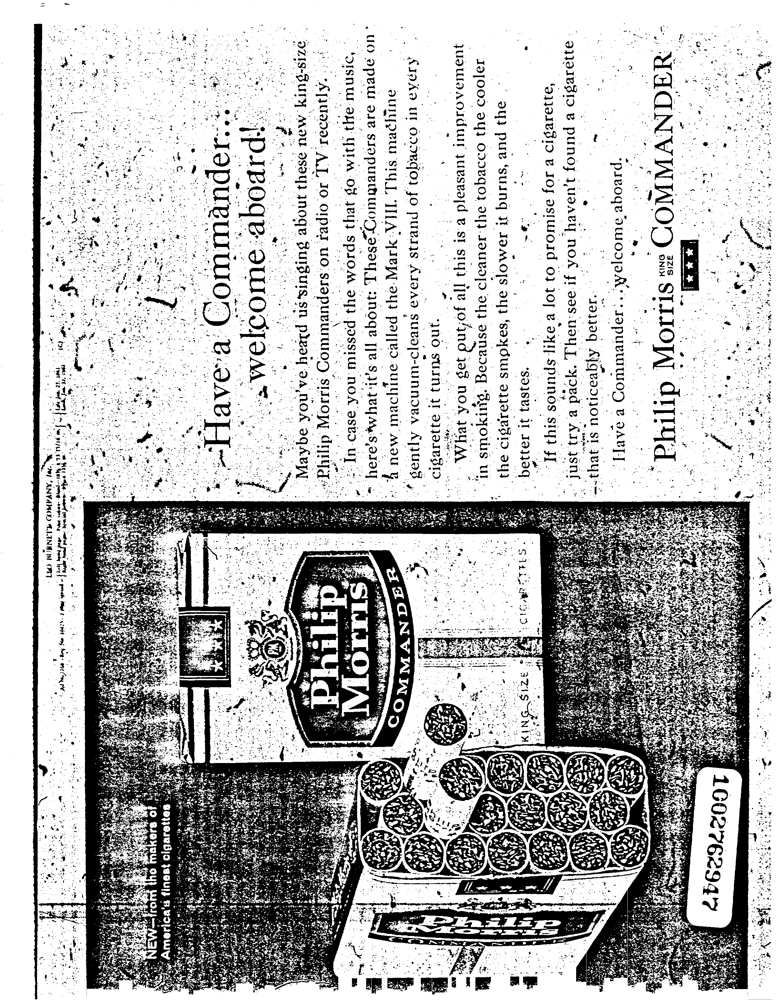 LEO BURNETT COMPANY, Inc.
Have a Commander...
welcome aboard!
Maybe you've heard us singing about these new king-size
Philip Morris Commanders on radio or TV recently.
In case you missed the words that go with the music,
here's what it's all about: These Commanders are made on
a new machine called the Mark VIII. This machine
gently vacuum-cleans every strand of tobacco in every
cigarette it turns out.
What you get out of all this is a pleasant improvement
in smoking. Because the cleaner the tobacco the cooler
the cigarette smokes, the slower it burns, and the
better it tastes.
If this sounds like a lot to promise for a cigarette,
just try a pack. Then see if you haven't found a cigarette
that is noticeably better.
Have a Commander...welcome aboard.
Philip Morris KING SIZE COMMANDER
NEW—from the makers of
America's finest cigarettes
Philip
Morris
COMMANDER
KING SIZE CIGARETTES
Philip
Morris
COMMANDER
1002762947